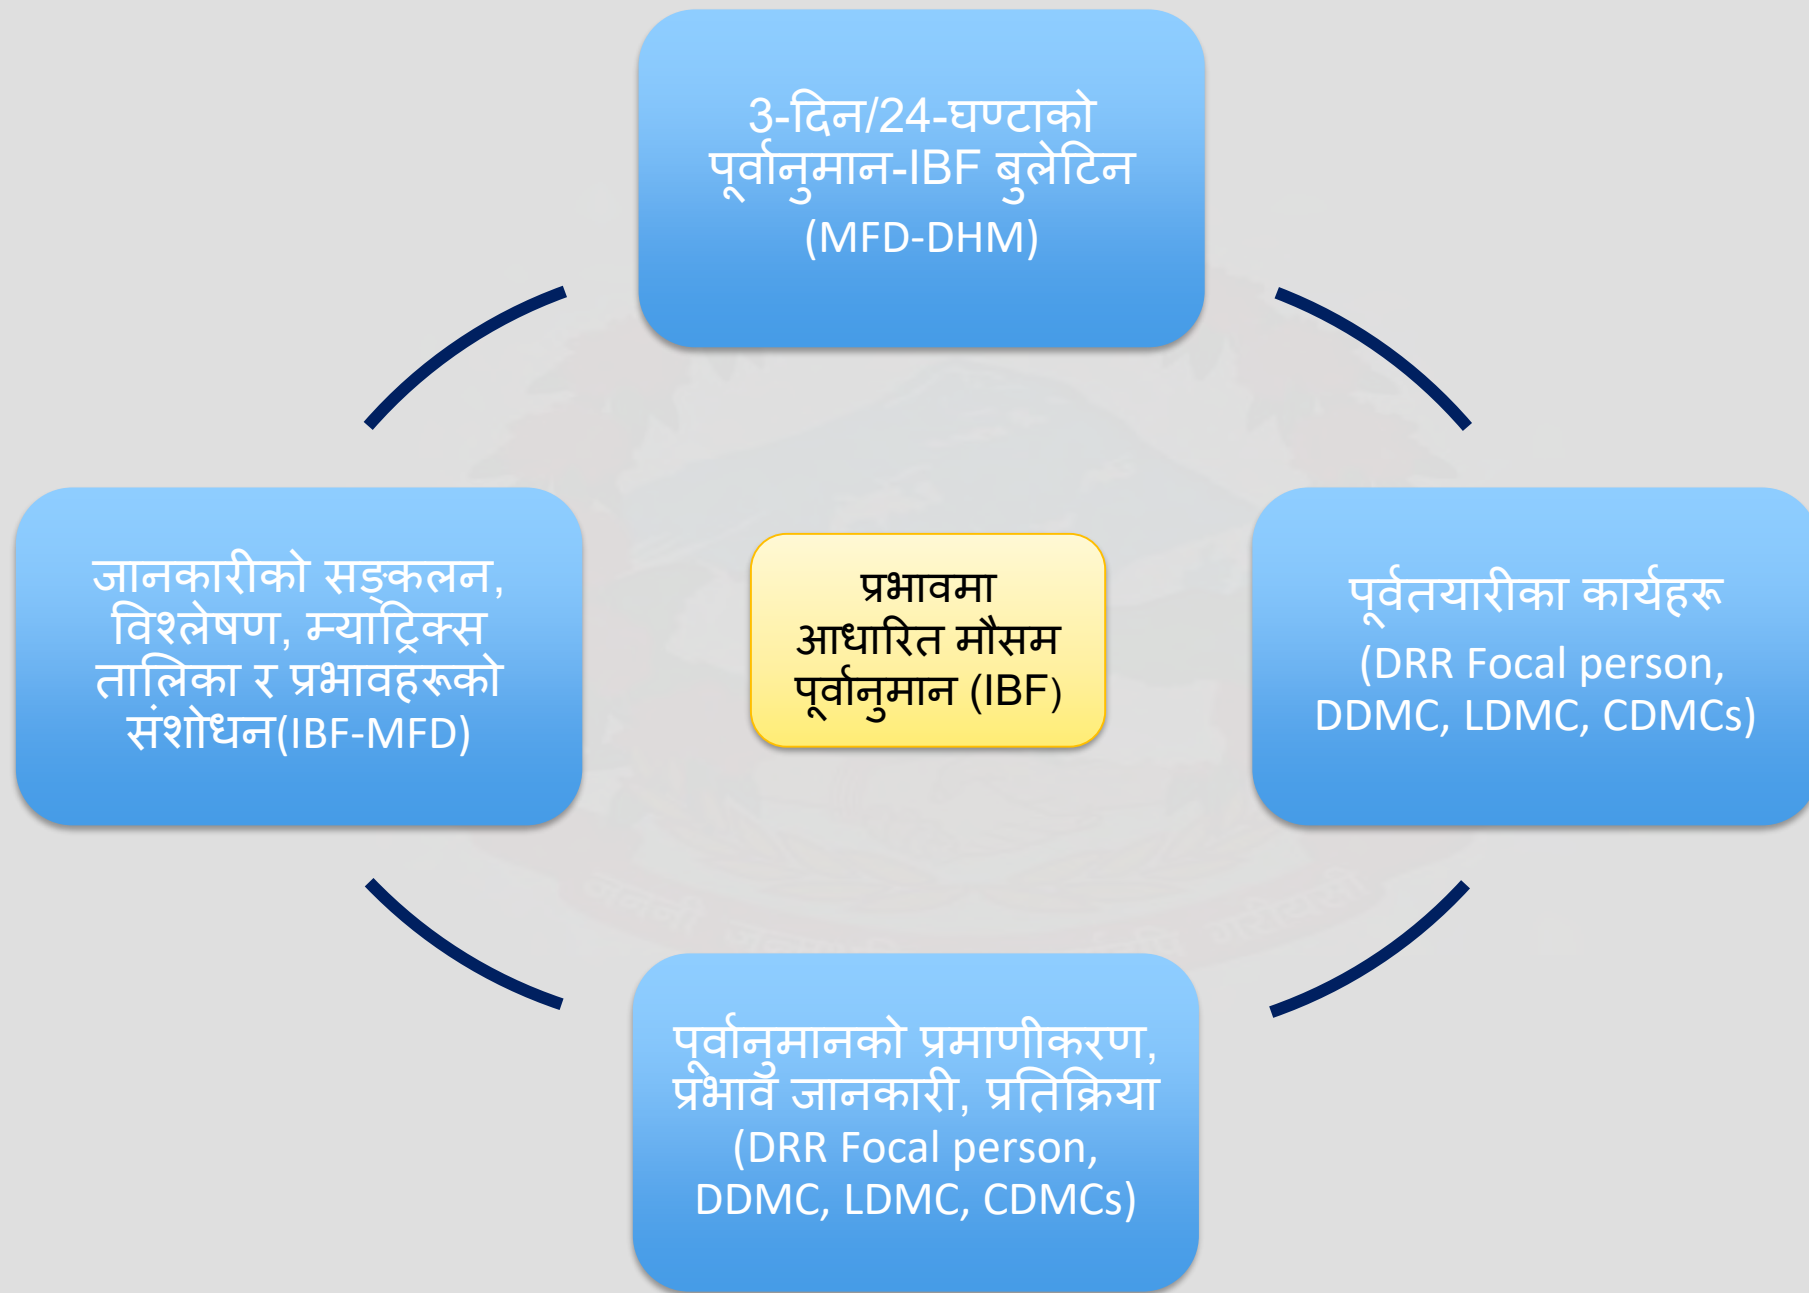 3-दिन/24-घण्टाको
पूर्वानुमान-IBF बुलेटिन
(MFD-DHM)
जानकारीको सङ्कलन,
विश्लेषण, म्याट्रिक्स
तालिका र प्रभावहरूको
संशोधन(IBF-MFD)
प्रभावमा
आधारित मौसम
पूर्वानुमान (IBF)
पूर्वतयारीका कार्यहरू
(DRR Focal person,
DDMC, LDMC, CDMCs)
पूर्वानुमानको प्रमाणीकरण,
प्रभाव जानकारी, प्रतिक्रिया
(DRR Focal person,
DDMC, LDMC, CDMCs)